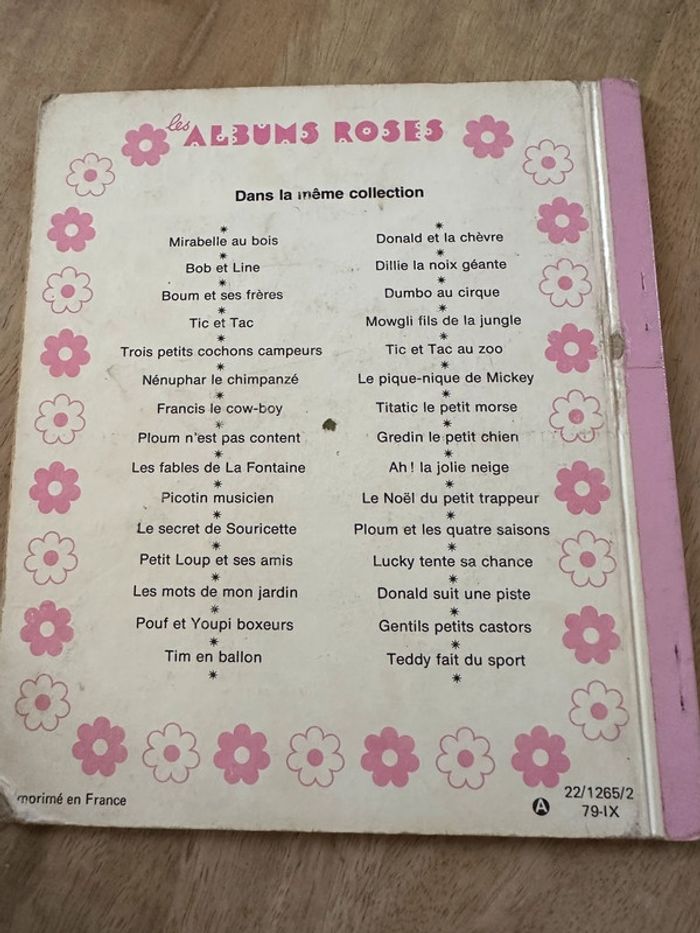 les ALBUMS ROSES
Dans la même collection
Mirabelle au bois
Bob et Line
Boum et ses frères
Tic et Tac
Trois petits cochons campeurs
Nénuphar le chimpanzé
Francis le cow-boy
Ploum n'est pas content
Les fables de La Fontaine
Picotin musicien
Le secret de Souricette
Petit Loup et ses amis
Les mots de mon jardin
Pouf et Youpi boxeurs
Tim en ballon
Donald et la chèvre
Dillie la noix géante
Dumbo au cirque
Mowgli fils de la jungle
Tic et Tac au zoo
Le pique-nique de Mickey
Titatic le petit morse
Gredin le petit chien
Ah ! la jolie neige
Le Noël du petit trappeur
Ploum et les quatre saisons
Lucky tente sa chance
Donald suit une piste
Gentils petits castors
Teddy fait du sport
morimé en France
A
22/1265/2
79-IX